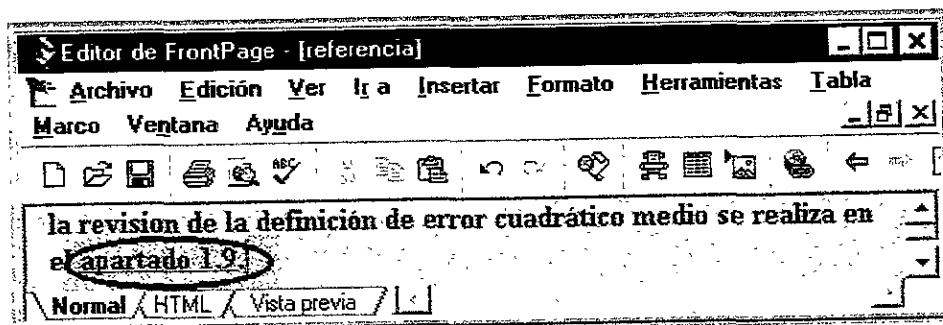 Editor de FrontPage - [referencia]
Archivo Edición Ver Ir a Insertar Formato Herramientas Tabla
Marco Ventana Ayuda
ABC
la revision de la definición de error cuadrático medio se realiza en
el apartado 1.9.
Normal HTML Vista previa